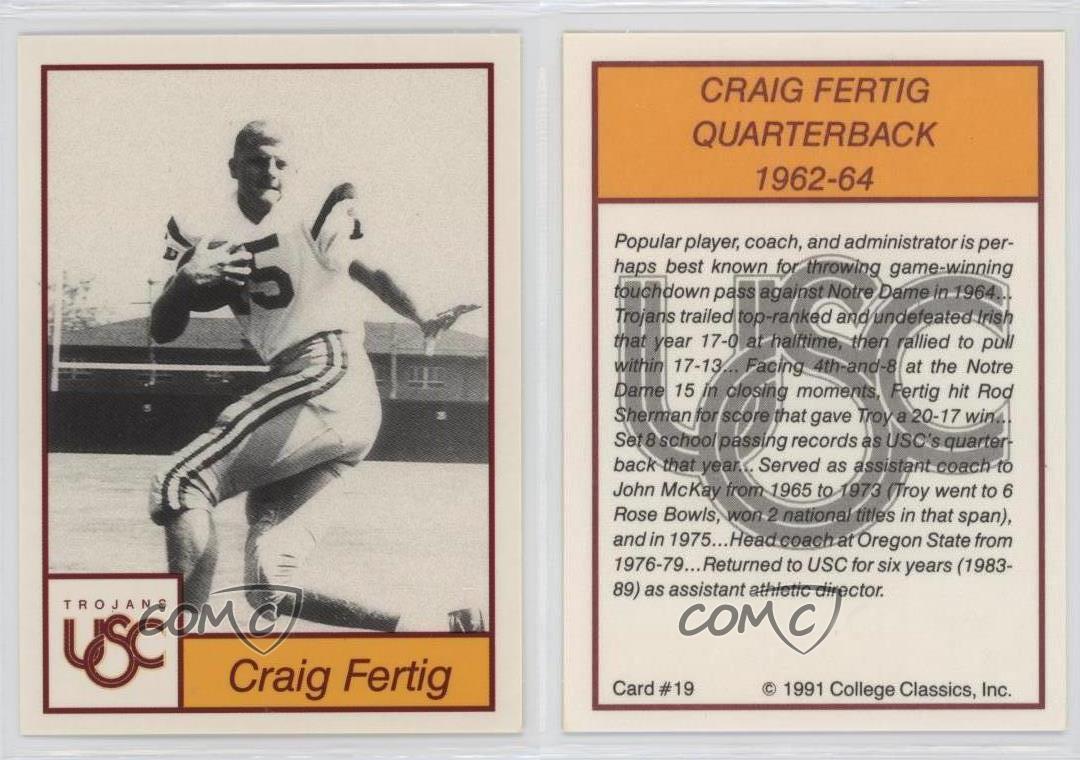 5
TROJANS
USC
COMC
Craig Fertig
CRAIG FERTIG
QUARTERBACK
1962-64
Popular player, coach, and administrator is per-
haps best known for throwing game-winning
touchdown pass against Notre Dame in 1964...
Trojans trailed top-ranked and undefeated Irish
that year 17-0 at halftime, then rallied to pull
within 17-13... Facing 4th-and-8 at the Notre
Dame 15 in closing moments, Fertig hit Rod
Sherman for score that gave Troy a 20-17 win...
Set 8 school passing records as USC's quarter-
back that year... Served as assistant coach to
John McKay from 1965 to 1973 (Troy went to 6
Rose Bowls, won 2 national titles in that span),
and in 1975...Head coach at Oregon State from
1976-79...Returned to USC for six years (1983-
89) as assistant athletic director.
USC
COMC
Card #19 © 1991 College Classics, Inc.